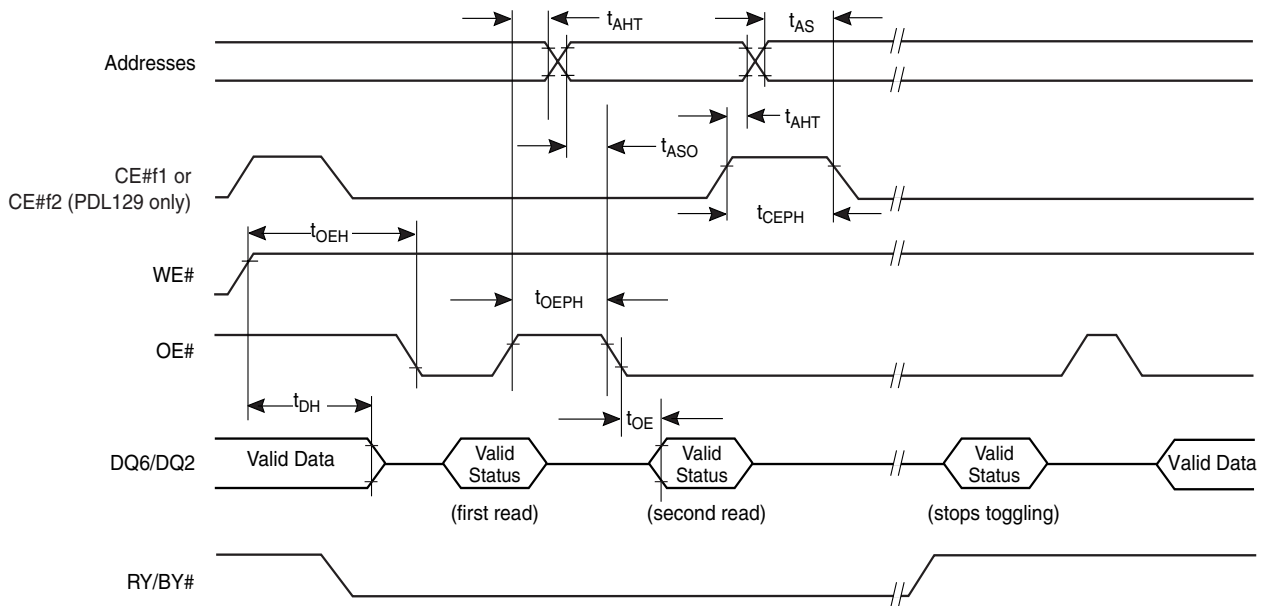 tAHT
tAS
Addresses
tAHT
tASO
CE#f1 or
CE#f2 (PDL129 only)
tCEPH
tOEH
WE#
tOEPH
OE#
tDH
tOE
DQ6/DQ2
Valid Data
Valid
Status
Valid
Status
Valid
Status
Valid Data
(first read)
(second read)
(stops toggling)
RY/BY#